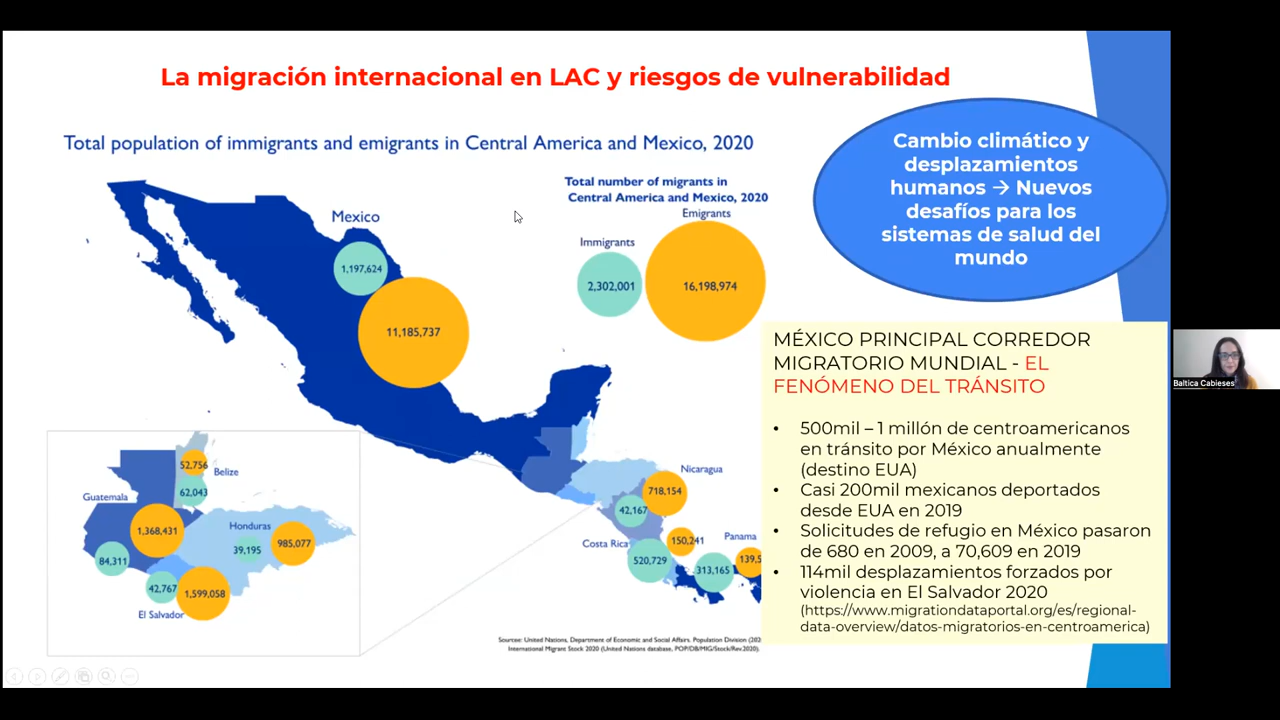 La migración internacional en LAC y riesgos de vulnerabilidad
Total population of immigrants and emigrants in Central America and Mexico, 2020
Total number of migrants in
Central America and Mexico, 2020
Emigrants
Immigrants
2,302,001
16,198,974
Mexico
1,197,624
11,185,737
52,756
Belize
62,043
Guatemala
1,368,431
84,311
Honduras
39,195
985,077
42,767
1,599,058
El Salvador
Nicaragua
718,154
42,167
Costa Rica
150,241
520,729
Panama
313,165
139,5
Sources: United Nations, Department of Economic and Social Affairs. Population Division (202
International Migrant Stock 2020 (United Nations database, POP/DB/MIG/Stock/Rev.2020).
Cambio climático y
desplazamientos
humanos → Nuevos
desafíos para los
sistemas de salud del
mundo
MÉXICO PRINCIPAL CORREDOR
MIGRATORIO MUNDIAL - EL
FENÓMENO DEL TRÁNSITO
• 500mil – 1 millón de centroamericanos
en tránsito por México anualmente
(destino EUA)
• Casi 200mil mexicanos deportados
desde EUA en 2019
• Solicitudes de refugio en México pasaron
de 680 en 2009, a 70,609 en 2019
• 114mil desplazamientos forzados por
violencia en El Salvador 2020
(https://www.migrationdataportal.org/es/regional-
data-overview/datos-migratorios-en-centroamerica)
Baltica Cabieses